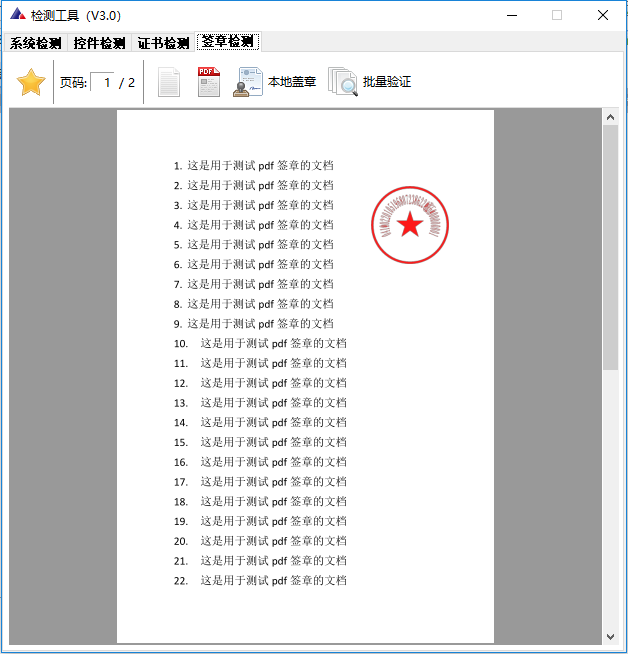 检测工具（V3.0）
系统检测 控件检测 证书检测 签章检测
页码: 1 / 2 本地盖章 批量验证
PDF
1. 这是用于测试 pdf 签章的文档
2. 这是用于测试 pdf 签章的文档
3. 这是用于测试 pdf 签章的文档
4. 这是用于测试 pdf 签章的文档
5. 这是用于测试 pdf 签章的文档
6. 这是用于测试 pdf 签章的文档
7. 这是用于测试 pdf 签章的文档
8. 这是用于测试 pdf 签章的文档
9. 这是用于测试 pdf 签章的文档
10. 这是用于测试 pdf 签章的文档
11. 这是用于测试 pdf 签章的文档
12. 这是用于测试 pdf 签章的文档
13. 这是用于测试 pdf 签章的文档
14. 这是用于测试 pdf 签章的文档
15. 这是用于测试 pdf 签章的文档
16. 这是用于测试 pdf 签章的文档
17. 这是用于测试 pdf 签章的文档
18. 这是用于测试 pdf 签章的文档
19. 这是用于测试 pdf 签章的文档
20. 这是用于测试 pdf 签章的文档
21. 这是用于测试 pdf 签章的文档
22. 这是用于测试 pdf 签章的文档